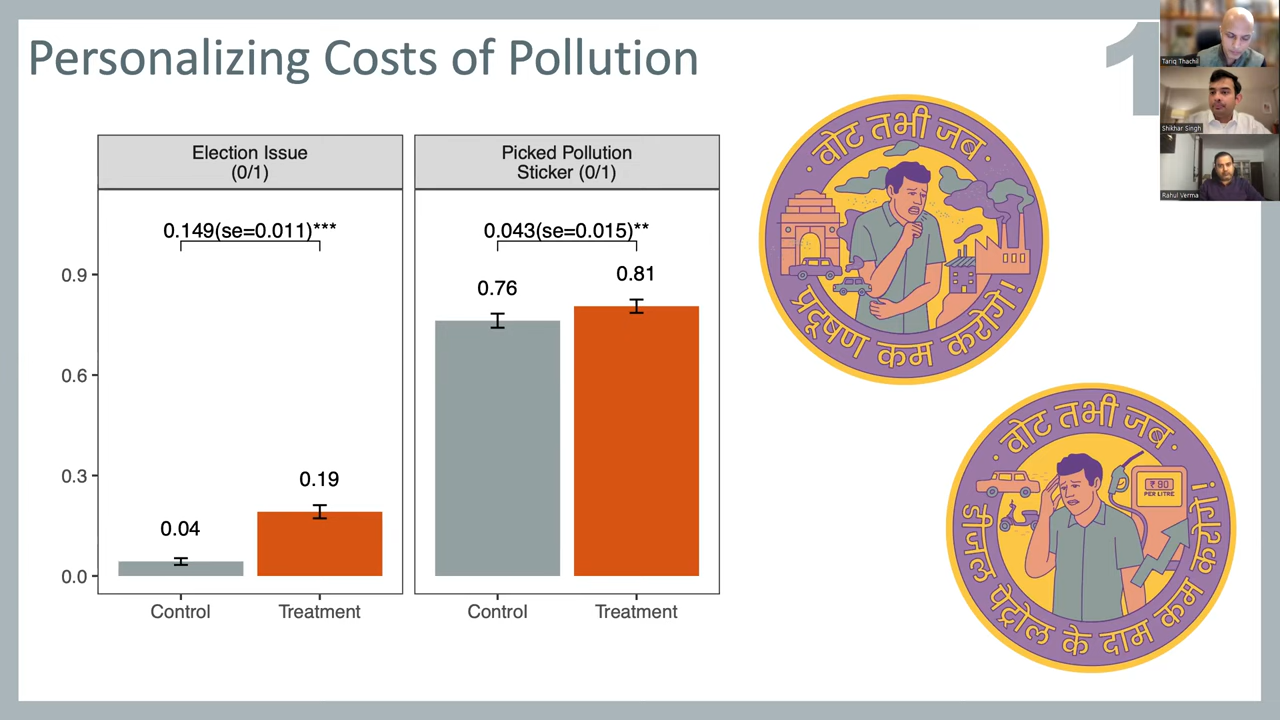 Personalizing Costs of Pollution
1
Election Issue
(0/1)
Picked Pollution
Sticker (0/1)
0.149(se=0.011)***
0.043(se=0.015)**
0.9
0.6
0.3
0.0
0.04
0.19
0.76
0.81
Control
Treatment
Control
Treatment
वोट तभी जब
प्रदूषण कम करोगे!
वोट तभी जब
डीजल पेट्रोल के दाम कम करोगे!
₹ 80
PER LITRE
Tariq Thachil
Shikhar Singh
Rahul Verma